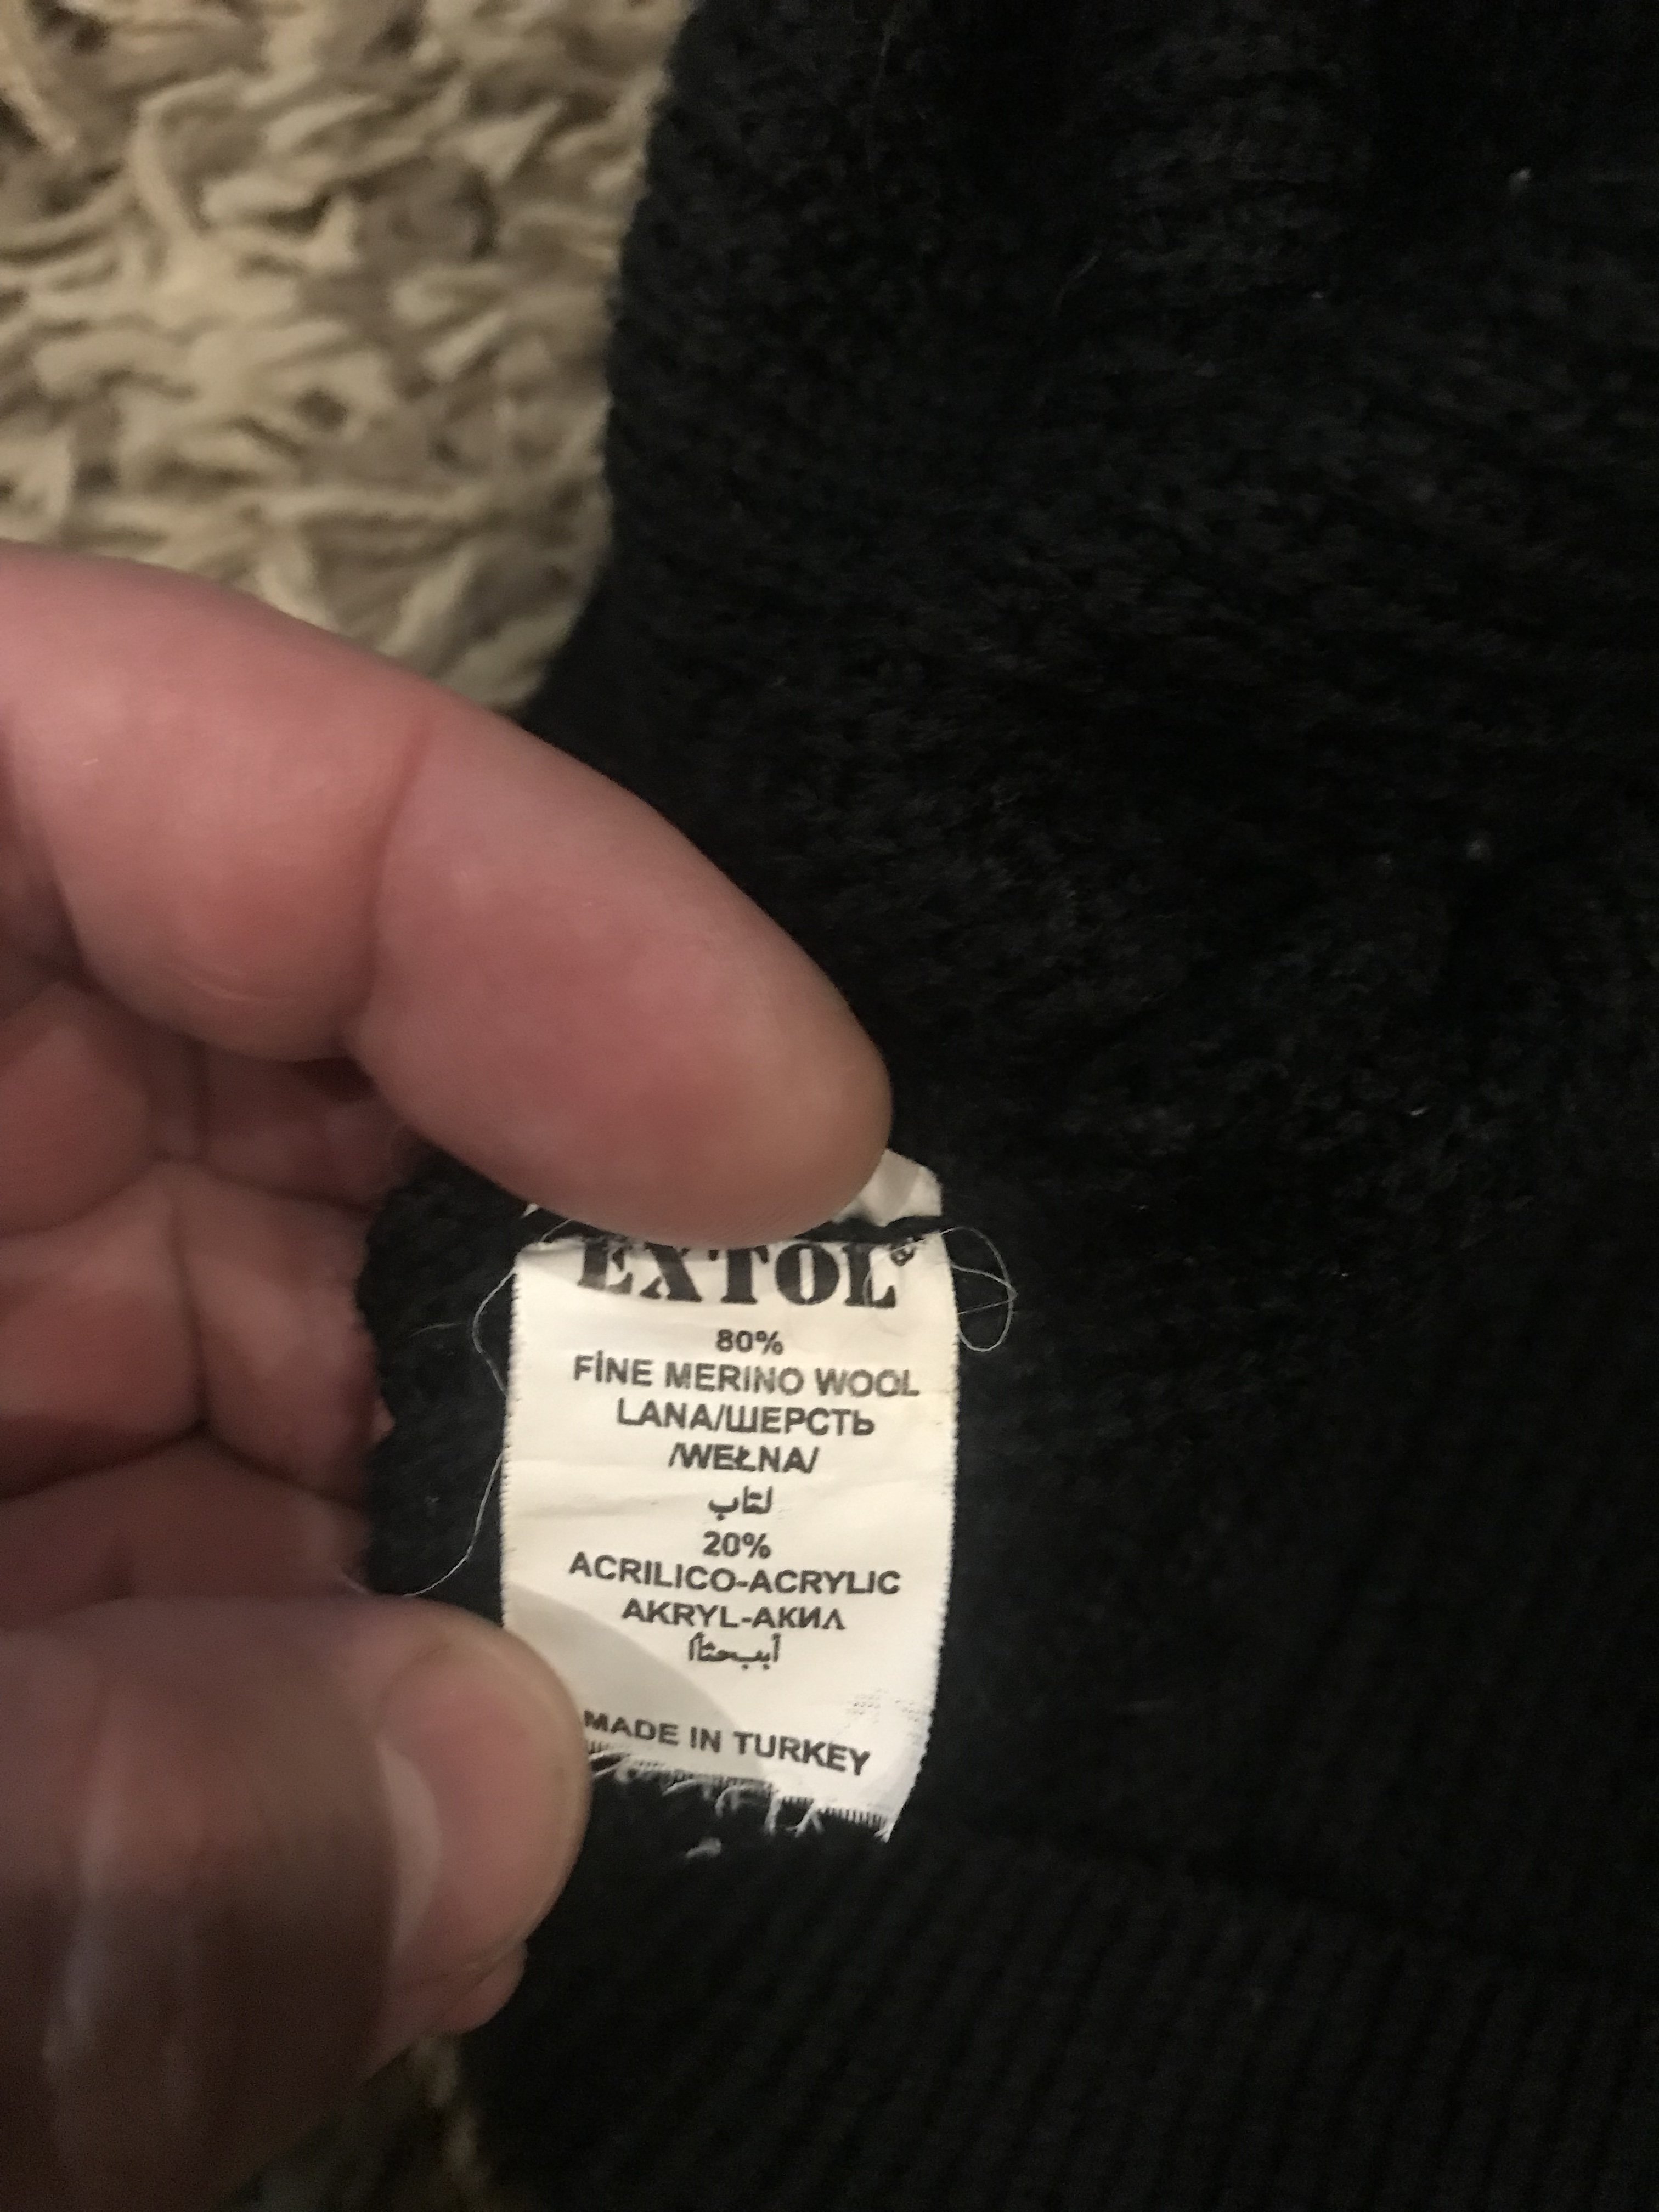 EXTOL®
80%
FİNE MERINO WOOL
LANA/ШЕРСТЬ
/WEŁNA/
20%
ACRILICO-ACRYLIC
AKRYL-АКИЛ
MADE IN TURKEY